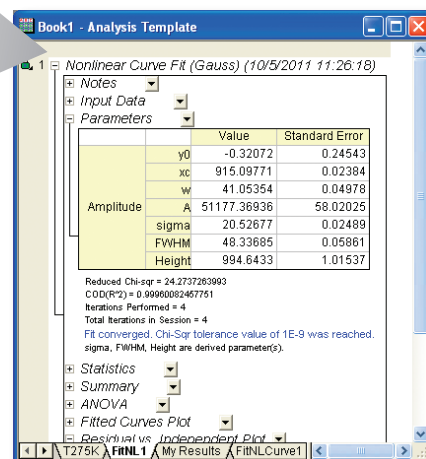 Book1 - Analysis Template
1 Nonlinear Curve Fit (Gauss) (10/5/2011 11:26:18)
Notes
Input Data
Parameters
Value Standard Error
y0 -0.32072 0.24543
xc 915.09771 0.02384
w 41.05354 0.04978
Amplitude A 51177.36936 58.02025
sigma 20.52677 0.02489
FWHM 48.33685 0.05861
Height 994.6433 1.01537
Reduced Chi-sqr = 24.2737263993
COD(R^2) = 0.99960082457751
Iterations Performed = 4
Total Iterations in Session = 4
Fit converged. Chi-Sqr tolerance value of 1E-9 was reached.
sigma, FWHM, Height are derived parameter(s).
Statistics
Summary
ANOVA
Fitted Curves Plot
Residual vs. Independent Plot
T275K FitNL1 My Results FitNLCurve1